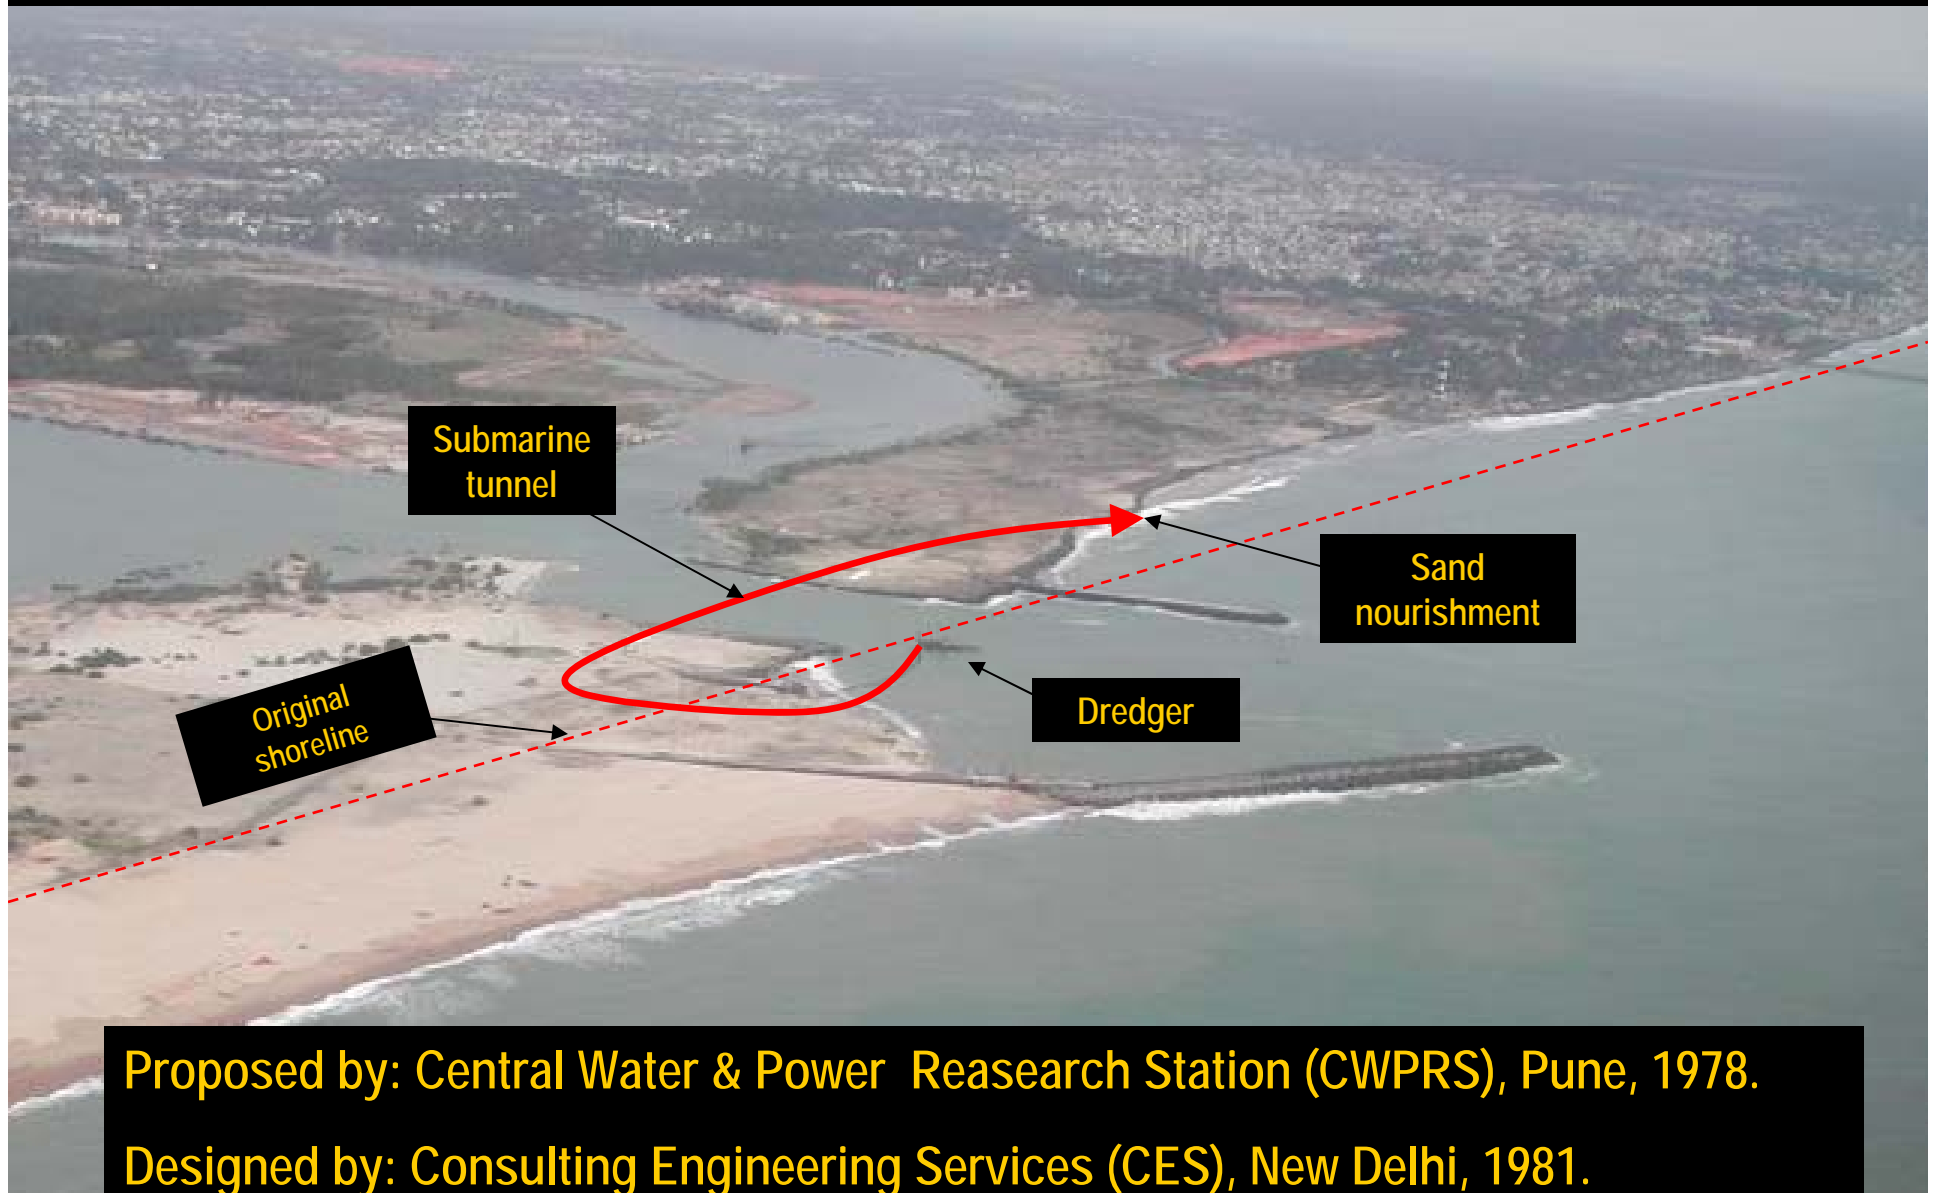 Submarine
tunnel
Sand
nourishment
Original
shoreline
Dredger
Proposed by: Central Water & Power Reasearch Station (CWPRS), Pune, 1978.
Designed by: Consulting Engineering Services (CES), New Delhi, 1981.